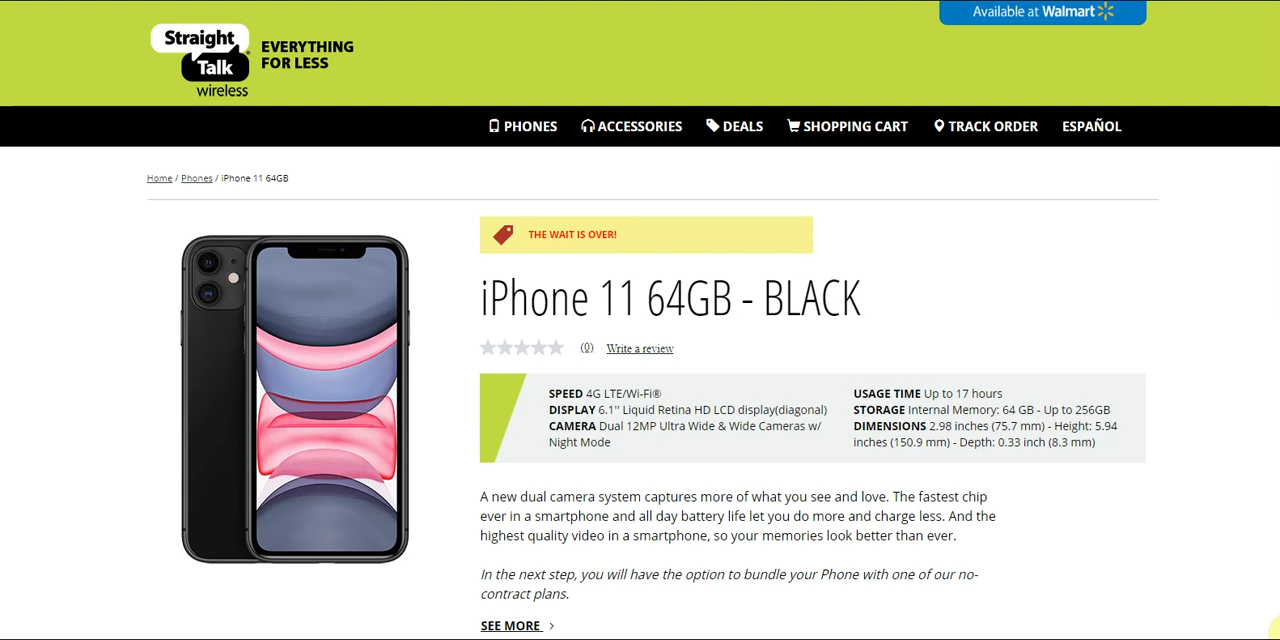 Available at Walmart
Straight
Talk
wireless
EVERYTHING
FOR LESS
PHONES
ACCESSORIES
DEALS
SHOPPING CART
TRACK ORDER
ESPAÑOL
Home / Phones / iPhone 11 64GB
THE WAIT IS OVER!
iPhone 11 64GB - BLACK
(0) Write a review
SPEED 4G LTE/Wi-Fi®
DISPLAY 6.1'' Liquid Retina HD LCD display(diagonal)
CAMERA Dual 12MP Ultra Wide & Wide Cameras w/
Night Mode
USAGE TIME Up to 17 hours
STORAGE Internal Memory: 64 GB - Up to 256GB
DIMENSIONS 2.98 inches (75.7 mm) - Height: 5.94
inches (150.9 mm) - Depth: 0.33 inch (8.3 mm)
A new dual camera system captures more of what you see and love. The fastest chip
ever in a smartphone and all day battery life let you do more and charge less. And the
highest quality video in a smartphone, so your memories look better than ever.
In the next step, you will have the option to bundle your Phone with one of our no-
contract plans.
SEE MORE